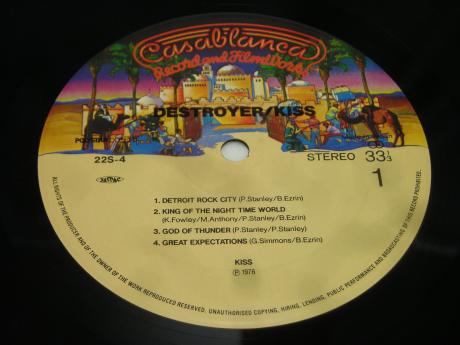 Casablanca
Record and FilmWorks
DESTROYER/KISS
22S-4
STEREO 33⅓
1
1. DETROIT ROCK CITY (P.Stanley/B.Ezrin)
2. KING OF THE NIGHT TIME WORLD
(K.Fowley/M.Anthony/P.Stanley/B.Ezrin)
3. GOD OF THUNDER (P.Stanley/P.Stanley)
4. GREAT EXPECTATIONS (G.Simmons/B.Ezrin)
KISS
Ⓟ 1976
ALL RIGHTS OF THE PRODUCER AND OF THE OWNER OF THE WORK REPRODUCED RESERVED. UNAUTHORISED COPYING, HIRING, LENDING, PUBLIC PERFORMANCE AND BROADCASTING OF THIS RECORD PROHIBITED.